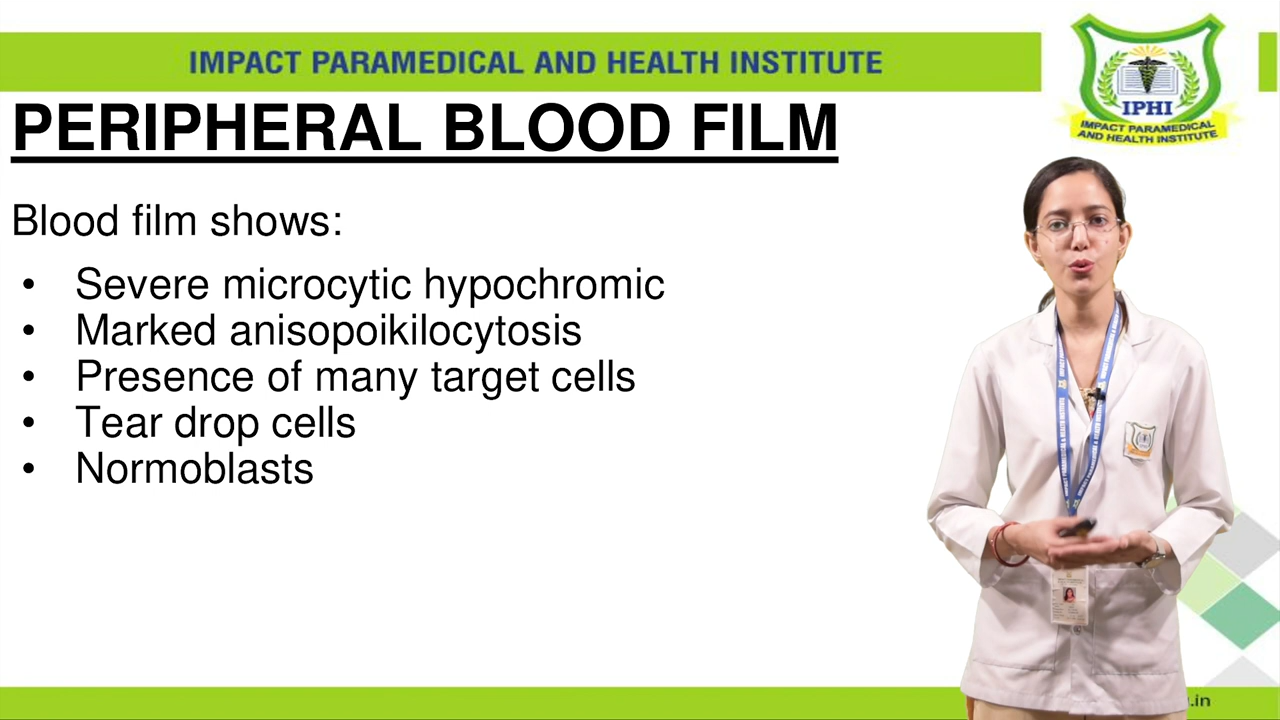 IMPACT PARAMEDICAL AND HEALTH INSTITUTE
IPHI
IMPACT PARAMEDICAL
AND HEALTH INSTITUTE
PERIPHERAL BLOOD FILM
Blood film shows:
• Severe microcytic hypochromic
• Marked anisopoikilocytosis
• Presence of many target cells
• Tear drop cells
• Normoblasts
.in